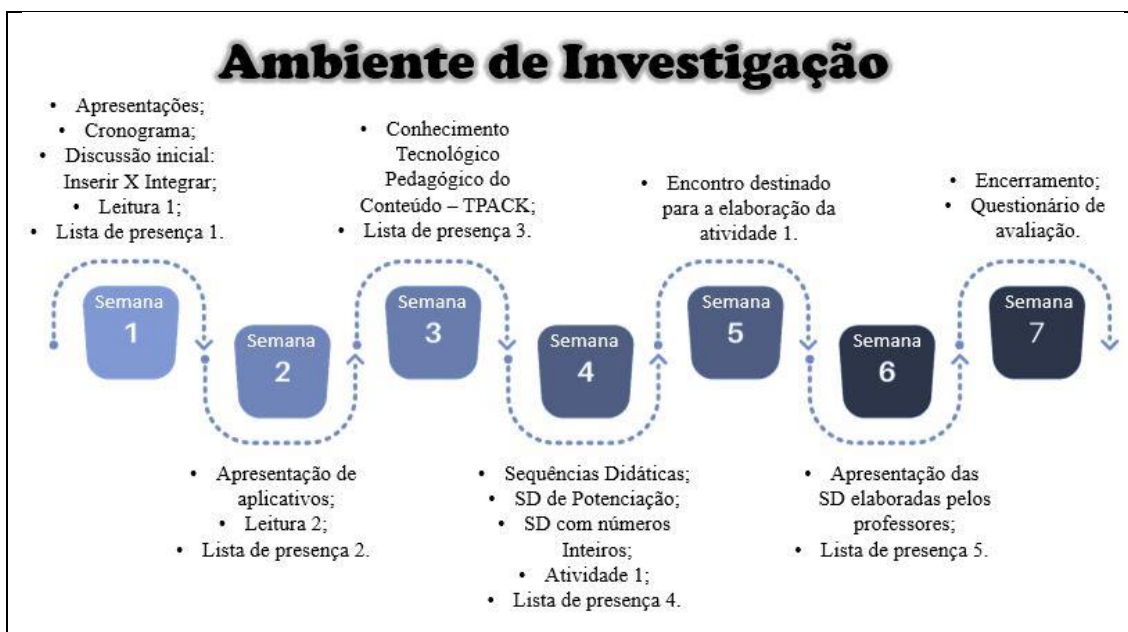 Ambiente de Investigação
• Apresentações;
• Cronograma;
• Discussão inicial:
Inserir X Integrar;
• Leitura 1;
• Lista de presença 1.
Semana
1
Semana
2
• Apresentação de
aplicativos;
• Leitura 2;
• Lista de presença 2.
• Conhecimento
Tecnológico
Pedagógico do
Conteúdo – TPACK;
• Lista de presença 3.
Semana
3
Semana
4
• Sequências Didáticas;
• SD de Potenciação;
• SD com números
Inteiros;
• Atividade 1;
• Lista de presença 4.
• Encontro destinado
para a elaboração da
atividade 1.
Semana
5
Semana
6
• Apresentação das
SD elaboradas pelos
professores;
• Lista de presença 5.
• Encerramento;
• Questionário de
avaliação.
Semana
7